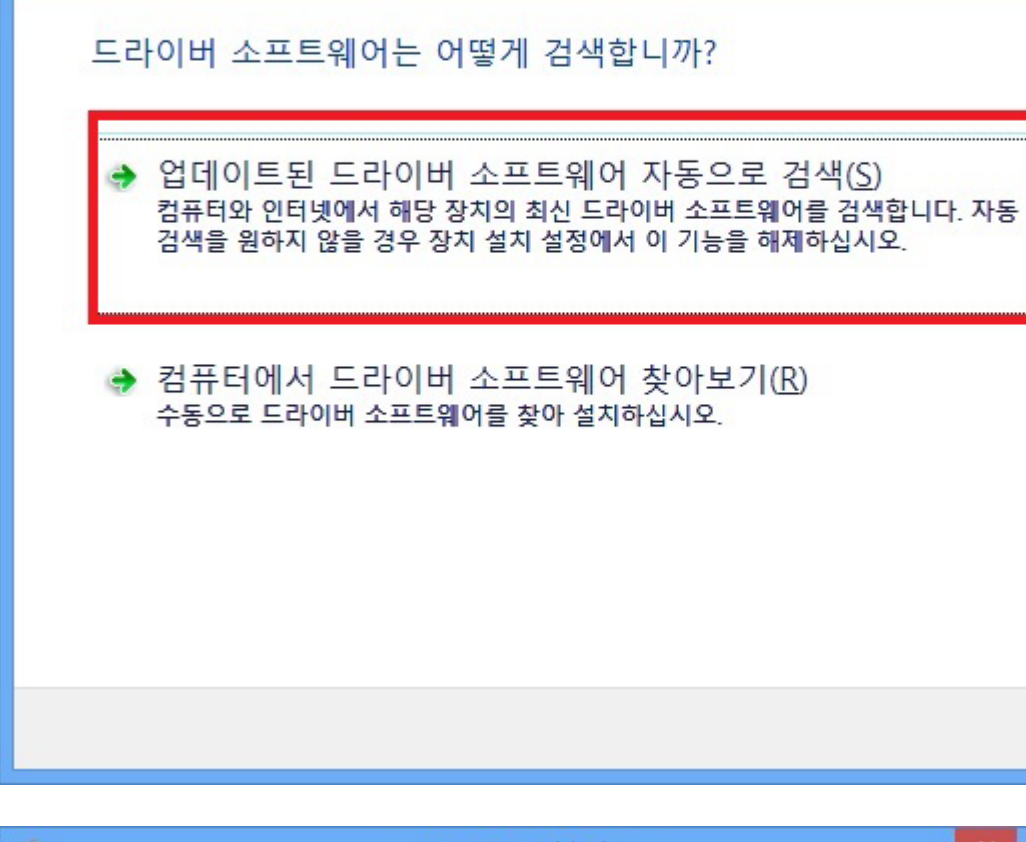 드라이버 소프트웨어는 어떻게 검색합니까?
업데이트된 드라이버 소프트웨어 자동으로 검색(S)
컴퓨터와 인터넷에서 해당 장치의 최신 드라이버 소프트웨어를 검색합니다. 자동
검색을 원하지 않을 경우 장치 설치 설정에서 이 기능을 해제하십시오.
컴퓨터에서 드라이버 소프트웨어 찾아보기(R)
수동으로 드라이버 소프트웨어를 찾아 설치하십시오.